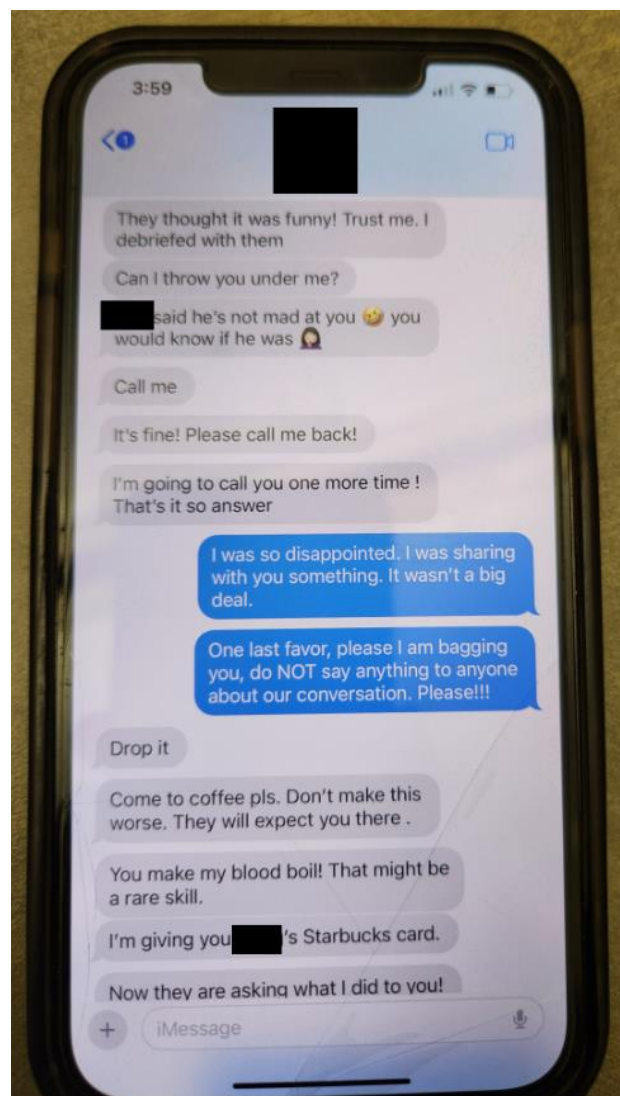 3:59
1
They thought it was funny! Trust me. I
debriefed with them
Can I throw you under me?
said he's not mad at you 🤣 you
would know if he was 🤦🏻‍♀️
Call me
It's fine! Please call me back!
I'm going to call you one more time !
That's it so answer
I was so disappointed. I was sharing
with you something. It wasn't a big
deal.
One last favor, please I am bagging
you, do NOT say anything to anyone
about our conversation. Please!!!
Drop it
Come to coffee pls. Don't make this
worse. They will expect you there .
You make my blood boil! That might be
a rare skill.
I'm giving you 's Starbucks card.
Now they are asking what I did to you!
+ iMessage